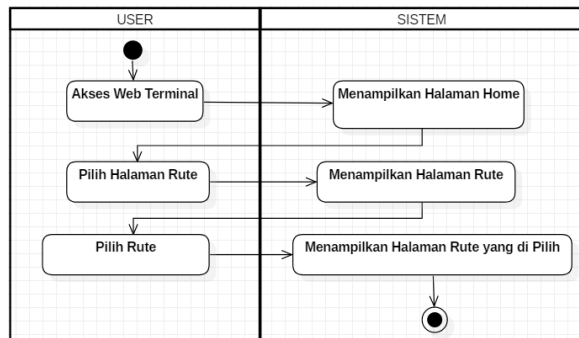 USER
SISTEM
Akses Web Terminal
Menampilkan Halaman Home
Pilih Halaman Rute
Menampilkan Halaman Rute
Pilih Rute
Menampilkan Halaman Rute yang di Pilih